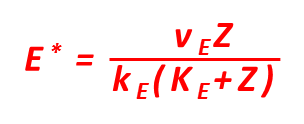 E* = v_E Z / k_E(K_E+Z)